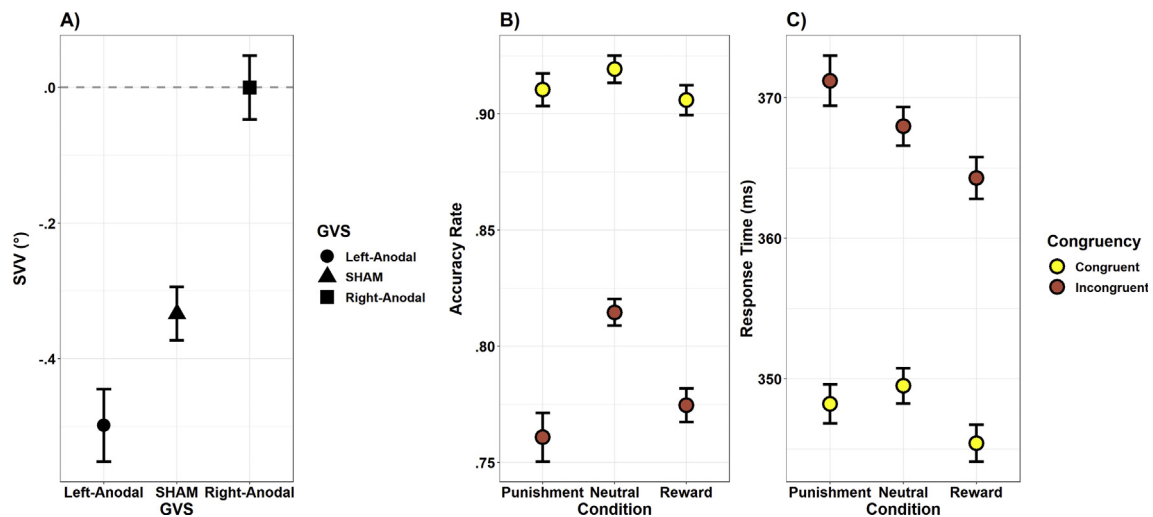 A)
SVV (°)
.0
-.2
-.4
Left-Anodal
SHAM
Right-Anodal
GVS
GVS
Left-Anodal
SHAM
Right-Anodal
B)
Accuracy Rate
.90
.85
.80
.75
Punishment
Neutral
Reward
Condition
C)
Response Time (ms)
370
360
350
Punishment
Neutral
Reward
Condition
Congruency
Congruent
Incongruent